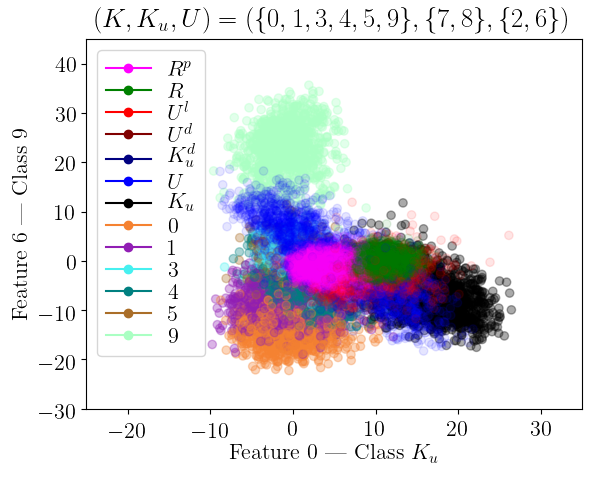 (K, K_u, U) = ({0, 1, 3, 4, 5, 9}, {7, 8}, {2, 6})
40
30
20
10
0
−10
−20
−30
Feature 6 — Class 9
R^p
R
U^l
U^d
K_u^d
U
K_u
0
1
3
4
5
9
−20
−10
0
10
20
30
Feature 0 — Class K_u